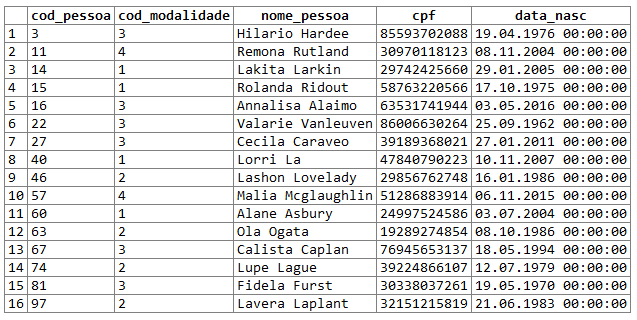 cod_pessoa cod_modalidade nome_pessoa cpf data_nasc
1 3 3 Hilario Hardee 85593702088 19.04.1976 00:00:00
2 11 4 Remona Rutland 30970118123 08.11.2004 00:00:00
3 14 1 Lakita Larkin 29742425660 29.01.2005 00:00:00
4 15 1 Rolanda Ridout 58763220566 17.10.1975 00:00:00
5 16 3 Annalisa Alaimo 63531741944 03.05.2016 00:00:00
6 22 3 Valarie Vanleuven 86006630264 25.09.1962 00:00:00
7 27 3 Cecila Caraveo 39189368021 27.01.2011 00:00:00
8 40 1 Lorri La 47840790223 10.11.2007 00:00:00
9 46 2 Lashon Lovelady 29856762748 16.01.1986 00:00:00
10 57 4 Malia Mcglaughlin 51286883914 06.11.2015 00:00:00
11 60 1 Alane Asbury 24997524586 03.07.2004 00:00:00
12 63 2 Ola Ogata 19289274854 08.10.1986 00:00:00
13 67 3 Calista Caplan 76945653137 18.05.1994 00:00:00
14 74 2 Lupe Lague 39224866107 12.07.1979 00:00:00
15 81 3 Fidela Furst 30338037261 19.05.1970 00:00:00
16 97 2 Lavera Laplant 32151215819 21.06.1983 00:00:00